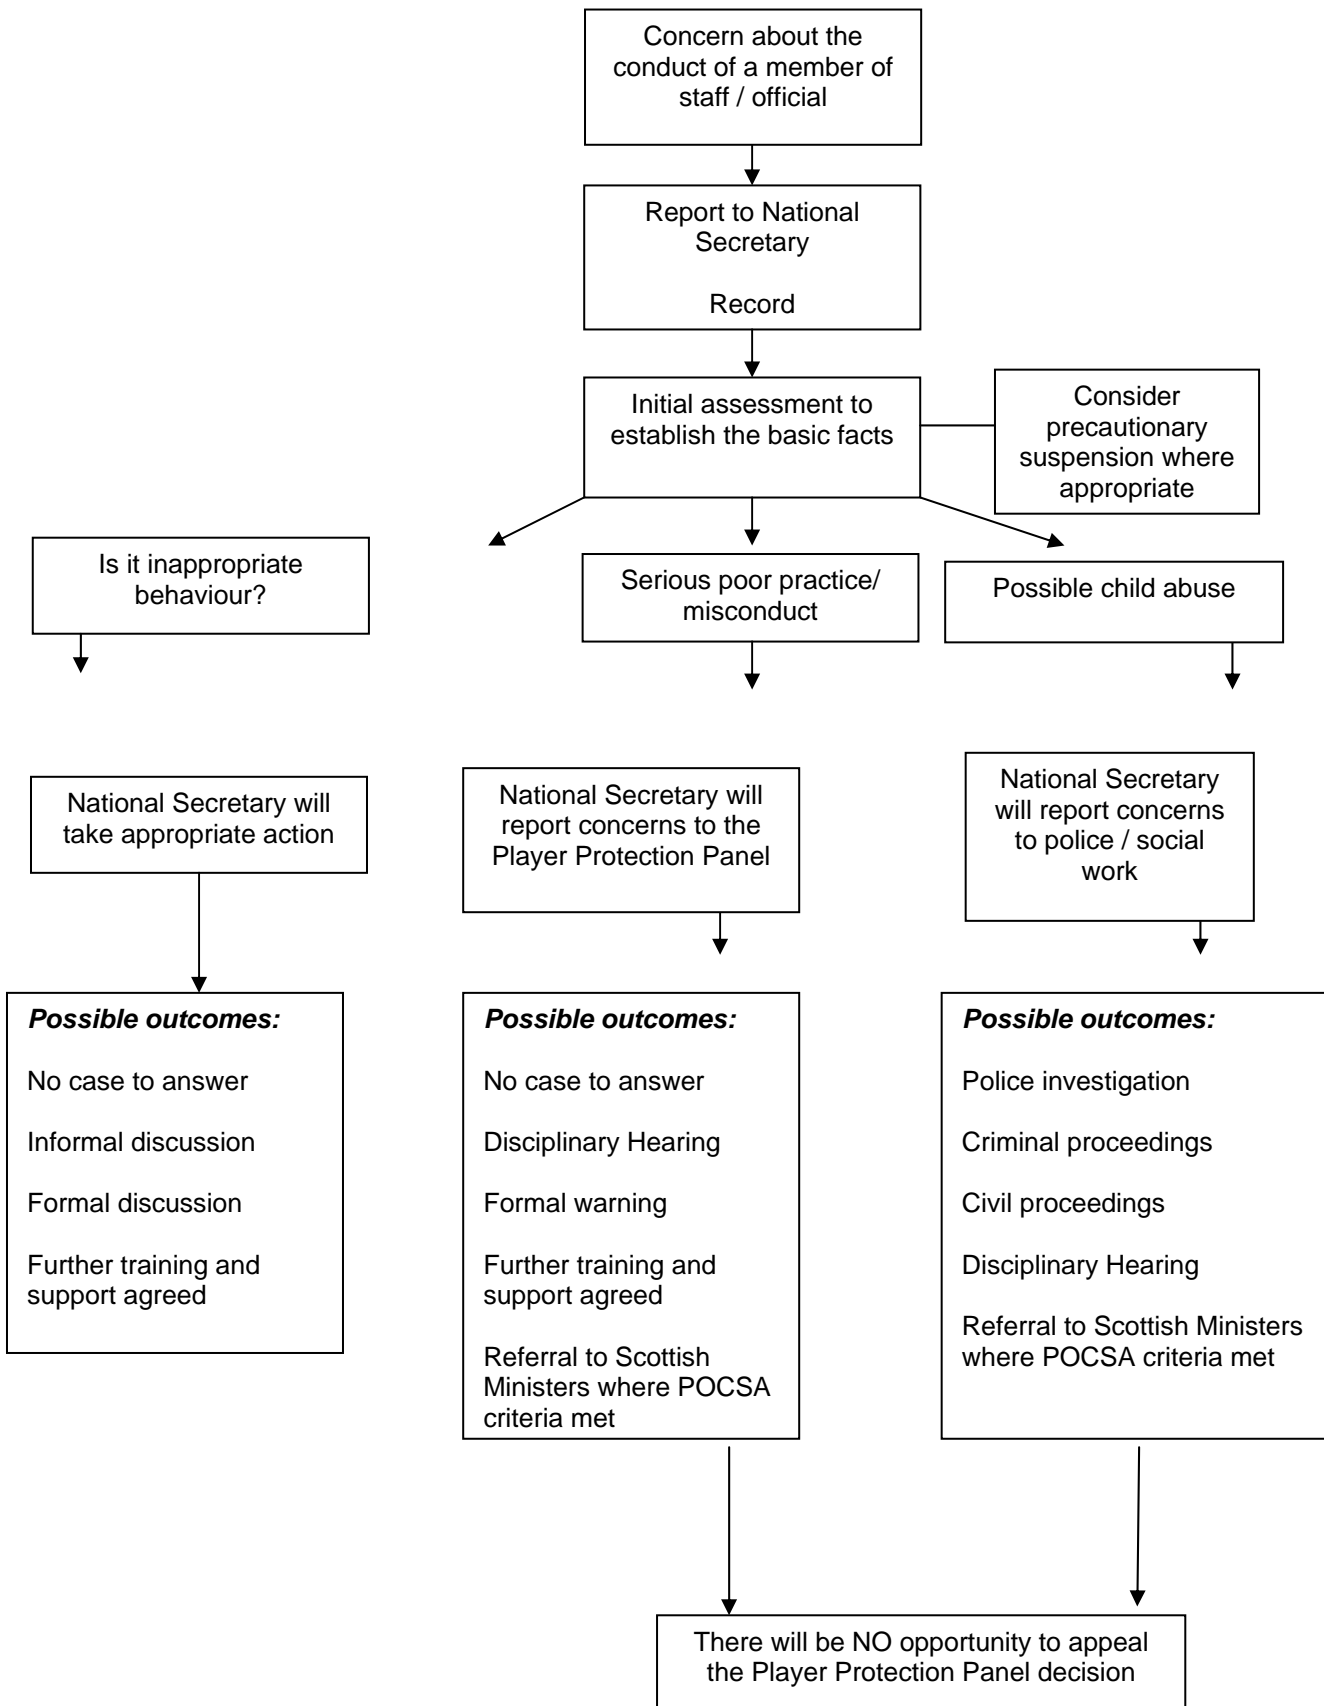 Concern about the
conduct of a member of
staff / official
Report to National
Secretary
Record
Initial assessment to
establish the basic facts
Consider
precautionary
suspension where
appropriate
Is it inappropriate
behaviour?
Serious poor practice/
misconduct
Possible child abuse
National Secretary will
take appropriate action
National Secretary will
report concerns to the
Player Protection Panel
National Secretary
will report concerns
to police / social
work
Possible outcomes:
No case to answer
Informal discussion
Formal discussion
Further training and
support agreed
Possible outcomes:
No case to answer
Disciplinary Hearing
Formal warning
Further training and
support agreed
Referral to Scottish
Ministers where POCSA
criteria met
Possible outcomes:
Police investigation
Criminal proceedings
Civil proceedings
Disciplinary Hearing
Referral to Scottish Ministers
where POCSA criteria met
There will be NO opportunity to appeal
the Player Protection Panel decision